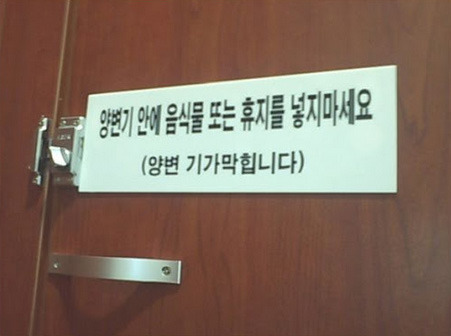 양변기 안에 음식물 또는 휴지를 넣지마세요
(양변 기가막힙니다)